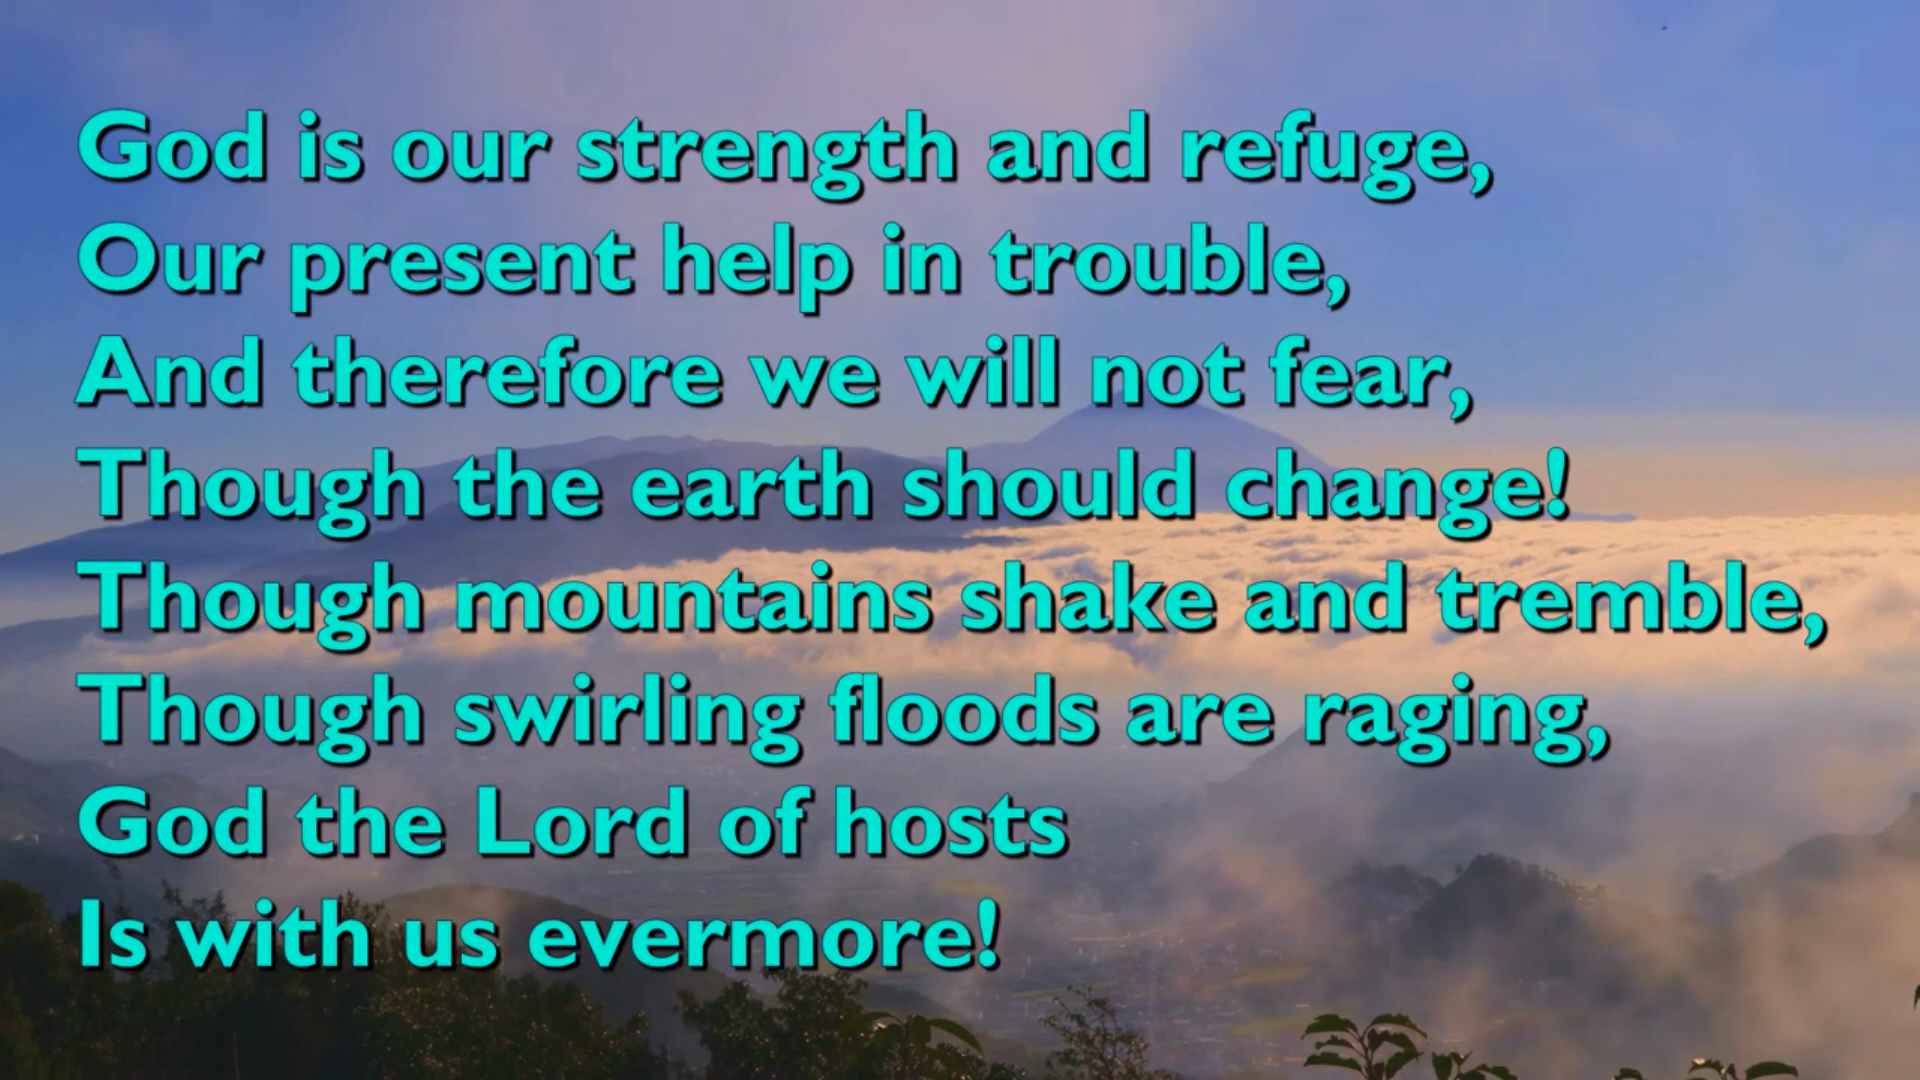 God is our strength and refuge,
Our present help in trouble,
And therefore we will not fear,
Though the earth should change!
Though mountains shake and tremble,
Though swirling floods are raging,
God the Lord of hosts
Is with us evermore!